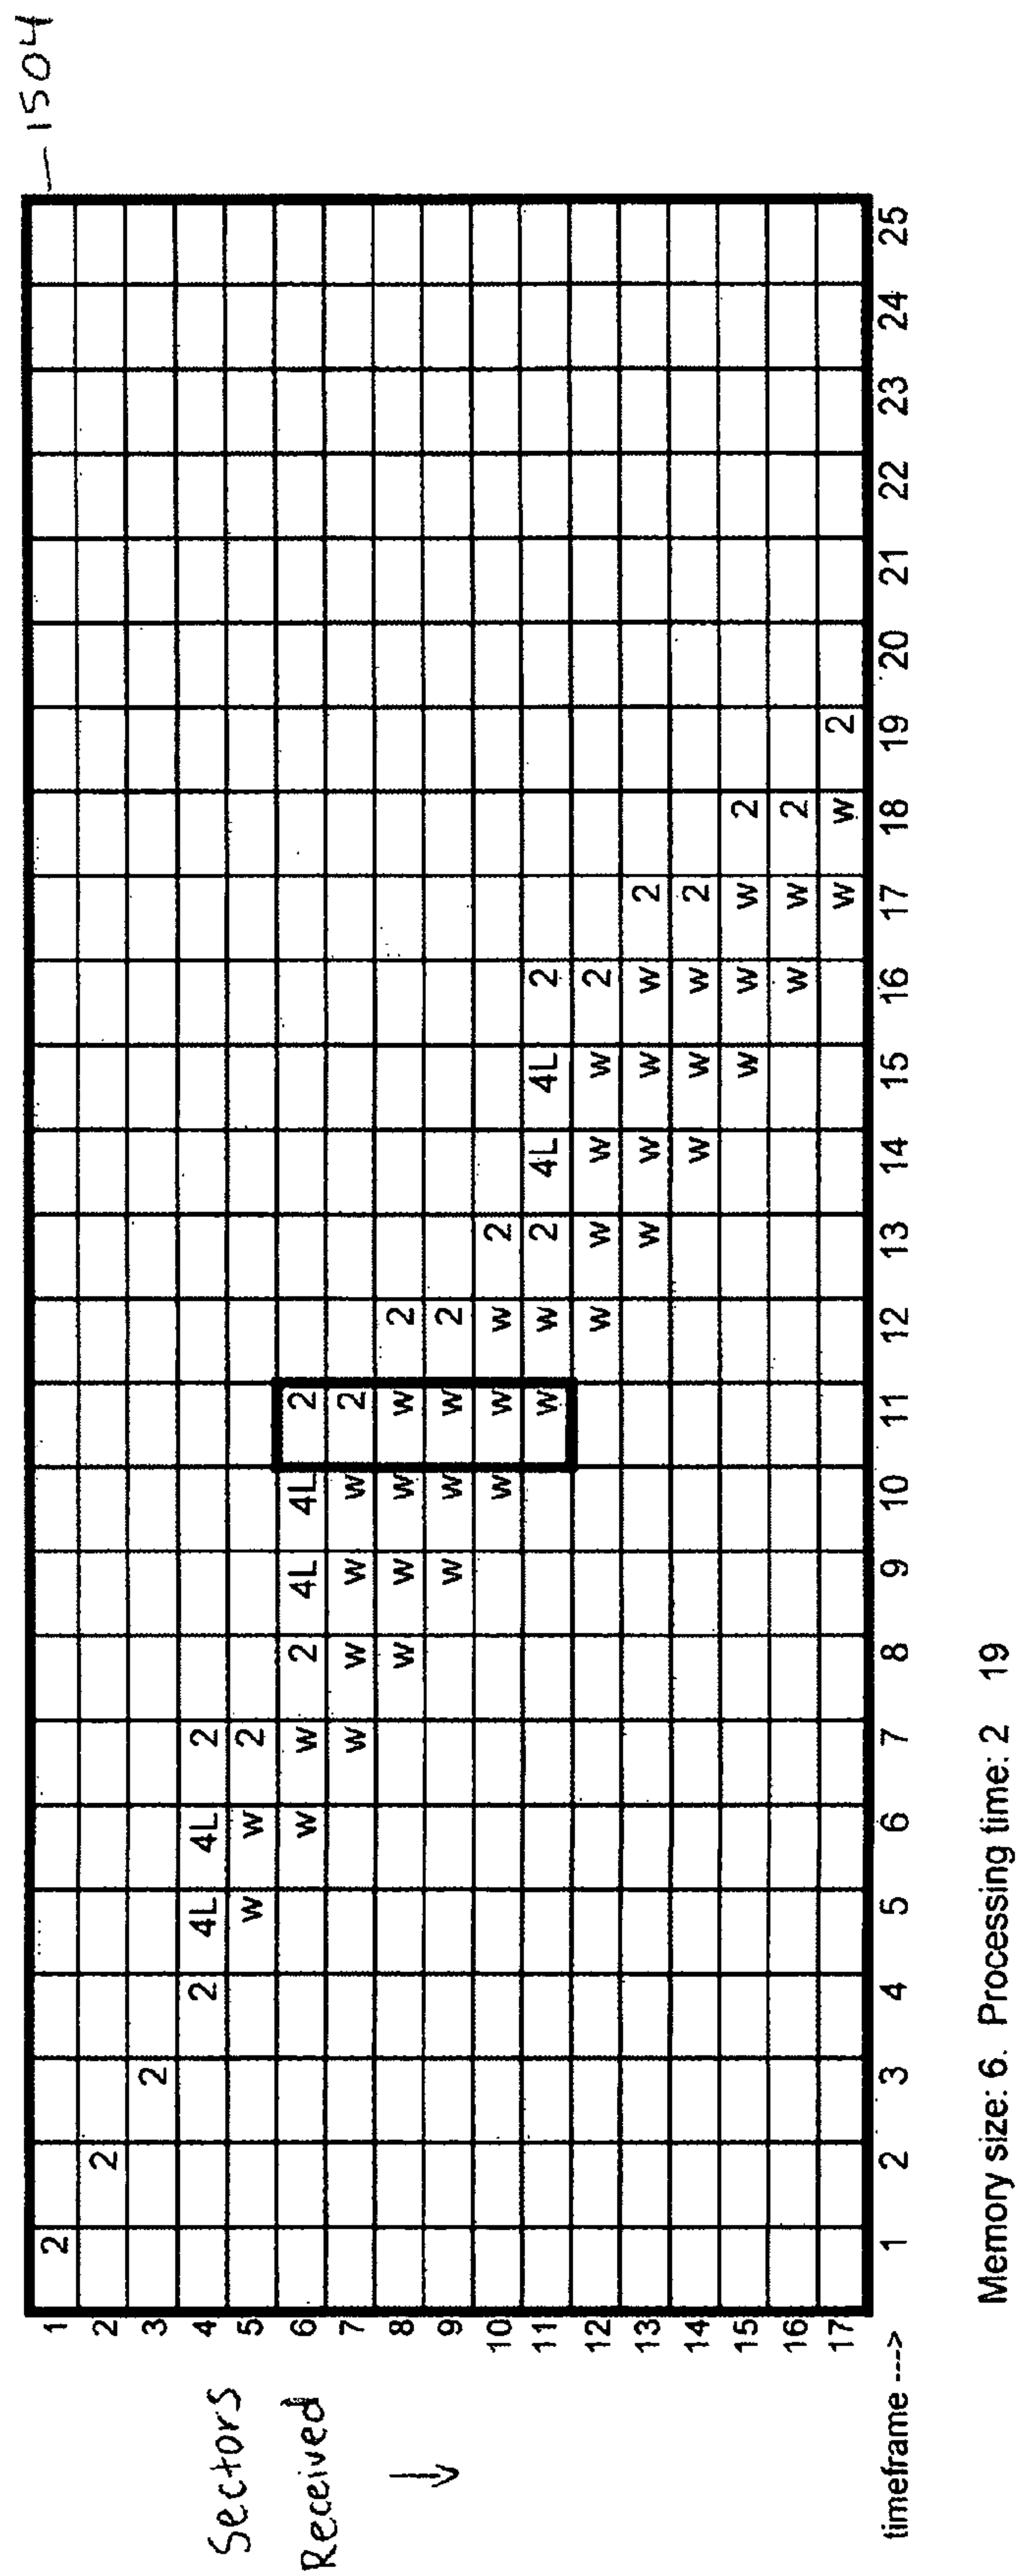 1504
Sectors
Received
1 2
2 2
3 2
4 2 4L 4L 2
5 w w 2
6 w w 2 4L 4L 2
7 w w w w 2
8 w w w w 2
9 w w w 2
10 w w w 2
11 w w 2 4L 4L 2
12 w w w w 2
13 w w w w 2
14 w w w 2
15 w w w 2
16 w w 2
17 w w 2
timeframe ---> 1 2 3 4 5 6 7 8 9 10 11 12 13 14 15 16 17 18 19 20 21 22 23 24 25
Memory size: 6. Processing time: 2 19